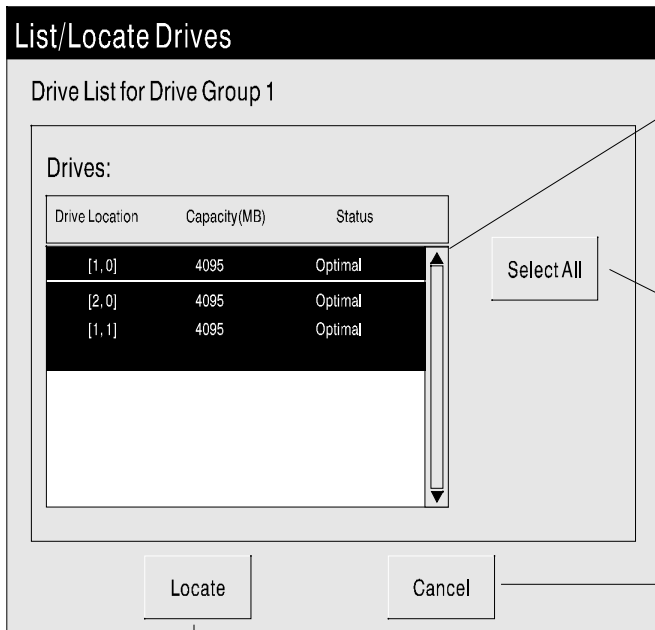 List/Locate Drives
Drive List for Drive Group 1
Drives:
Drive Location Capacity(MB) Status
[1,0] 4095 Optimal
[2,0] 4095 Optimal
[1,1] 4095 Optimal
Select All
Locate Cancel